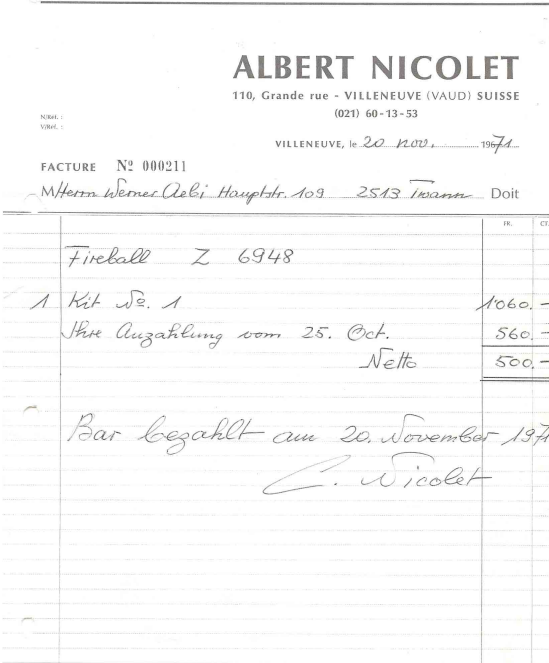 ALBERT NICOLET
110, Grande rue - VILLENEUVE (VAUD) SUISSE
(021) 60-13-53
N/Réf. :
V/Réf. :
VILLENEUVE, le 20 nov. 1971
FACTURE Nº 000211
M/Herrn Werner Aebi Hauptstr. 109 2513 Twann Doit
FR. CT.
Fireball Z 6948
1 Kit No. 1 1'060.-
Ihre Anzahlung vom 25. Oct. 560.-
Netto 500.-
Bar bezahlt am 20. November 1971
C. Nicolet